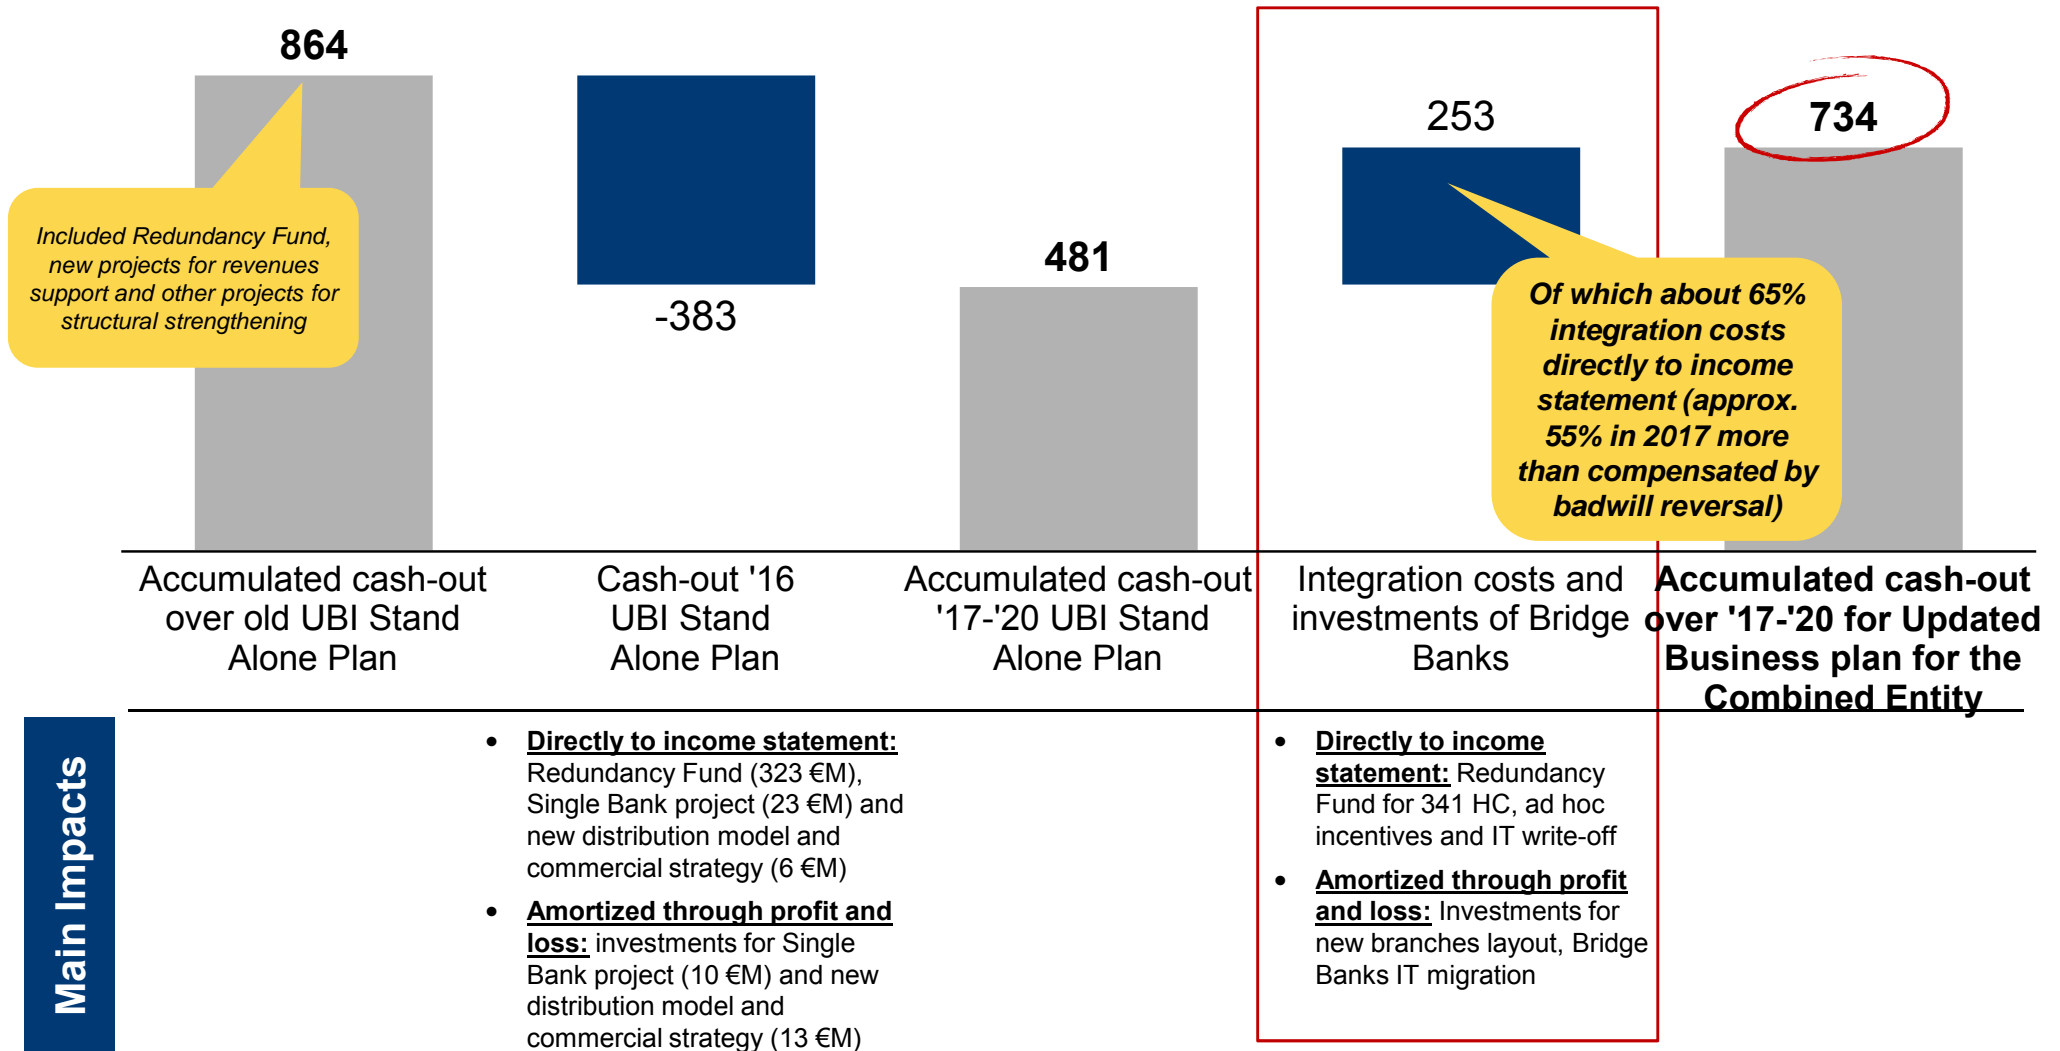 864
Included Redundancy Fund,
new projects for revenues
support and other projects for
structural strengthening
-383
481
253
Of which about 65%
integration costs
directly to income
statement (approx.
55% in 2017 more
than compensated by
badwill reversal)
734
Accumulated cash-out
over old UBI Stand
Alone Plan
Cash-out '16
UBI Stand
Alone Plan
Accumulated cash-out
'17-'20 UBI Stand
Alone Plan
Integration costs and
investments of Bridge
Banks
Accumulated cash-out
over '17-'20 for Updated
Business plan for the
Combined Entity
Main Impacts
• Directly to income statement:
Redundancy Fund (323 €M),
Single Bank project (23 €M) and
new distribution model and
commercial strategy (6 €M)
• Amortized through profit and
loss: investments for Single
Bank project (10 €M) and new
distribution model and
commercial strategy (13 €M)
• Directly to income
statement: Redundancy
Fund for 341 HC, ad hoc
incentives and IT write-off
• Amortized through profit
and loss: Investments for
new branches layout, Bridge
Banks IT migration